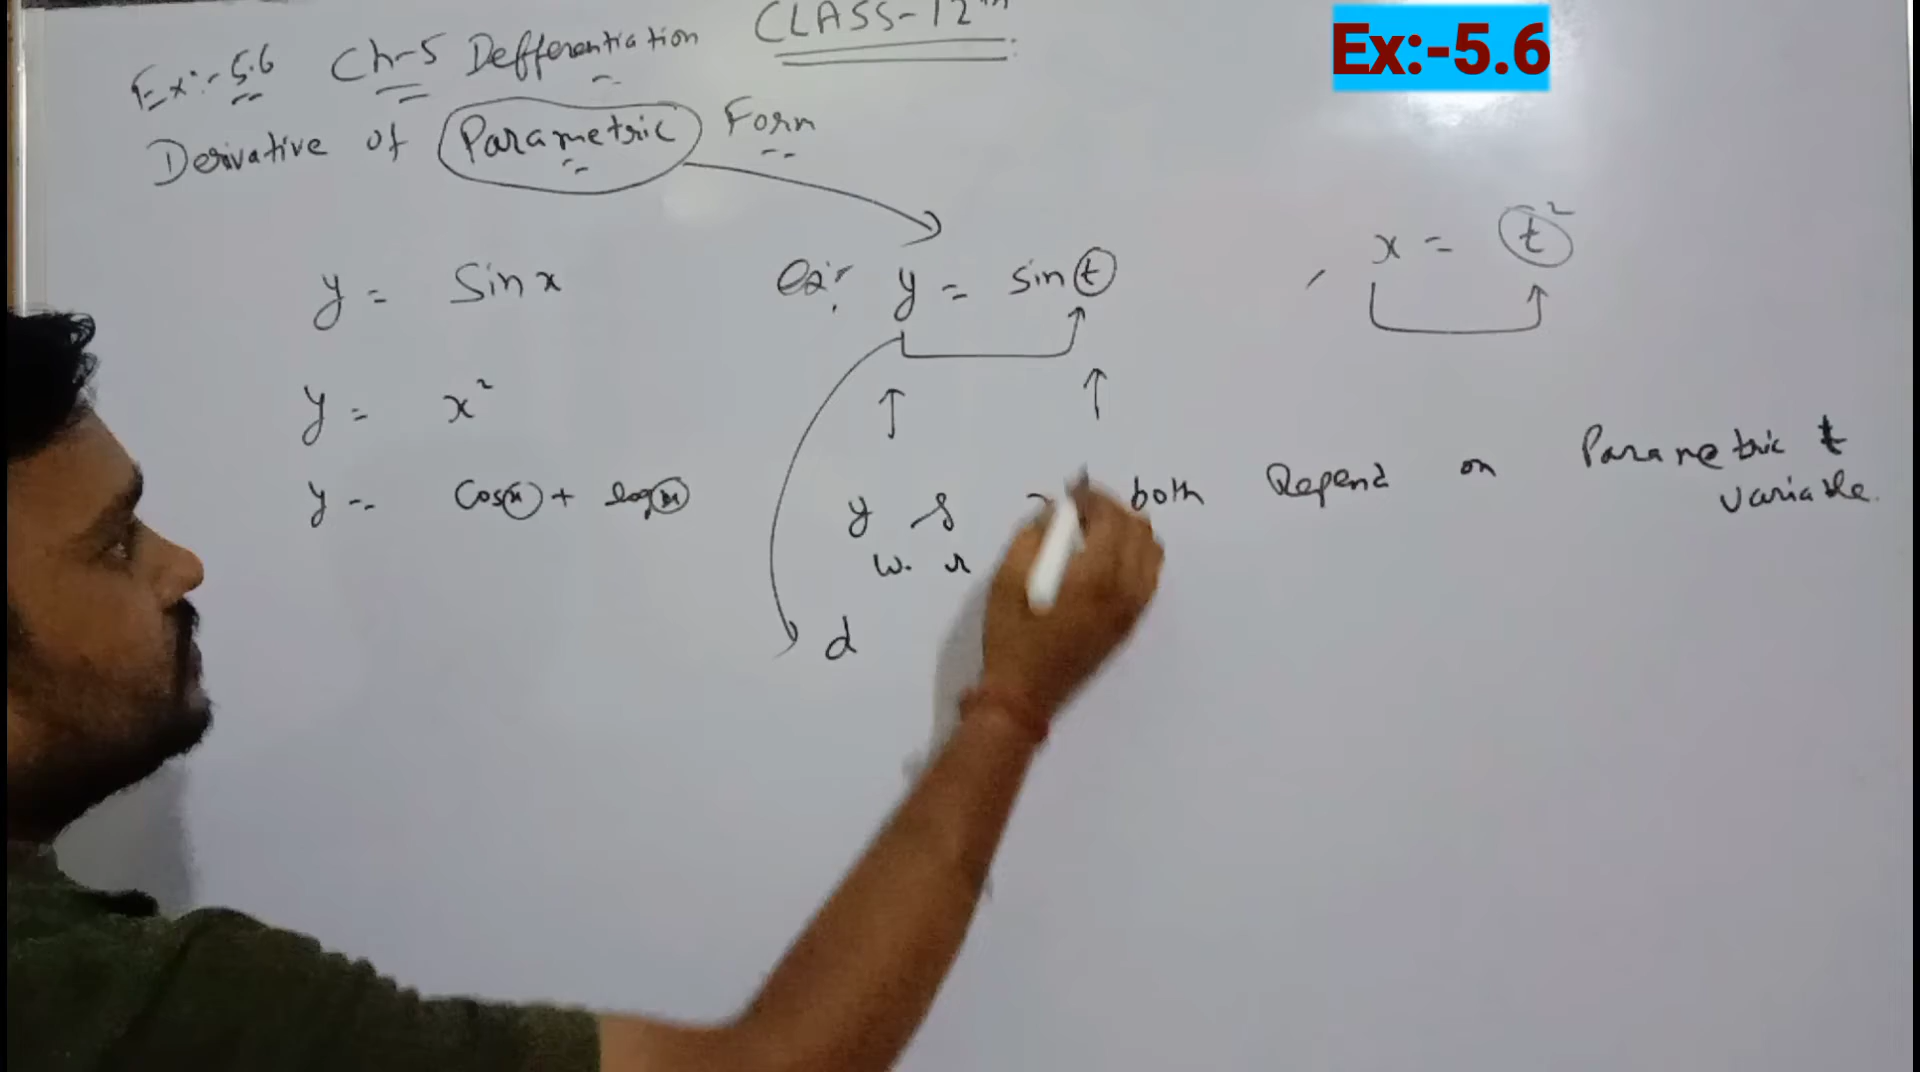 Ex:-5.6 Ch-5 Defferentiation CLASS-12th
Ex:-5.6
Derivative of Parametric Form
y = Sin x
ex: y = sin t , x = t²
y = x²
y = Cos x + log x
y & x both Depend on Parametric t
variable.
w. r
d